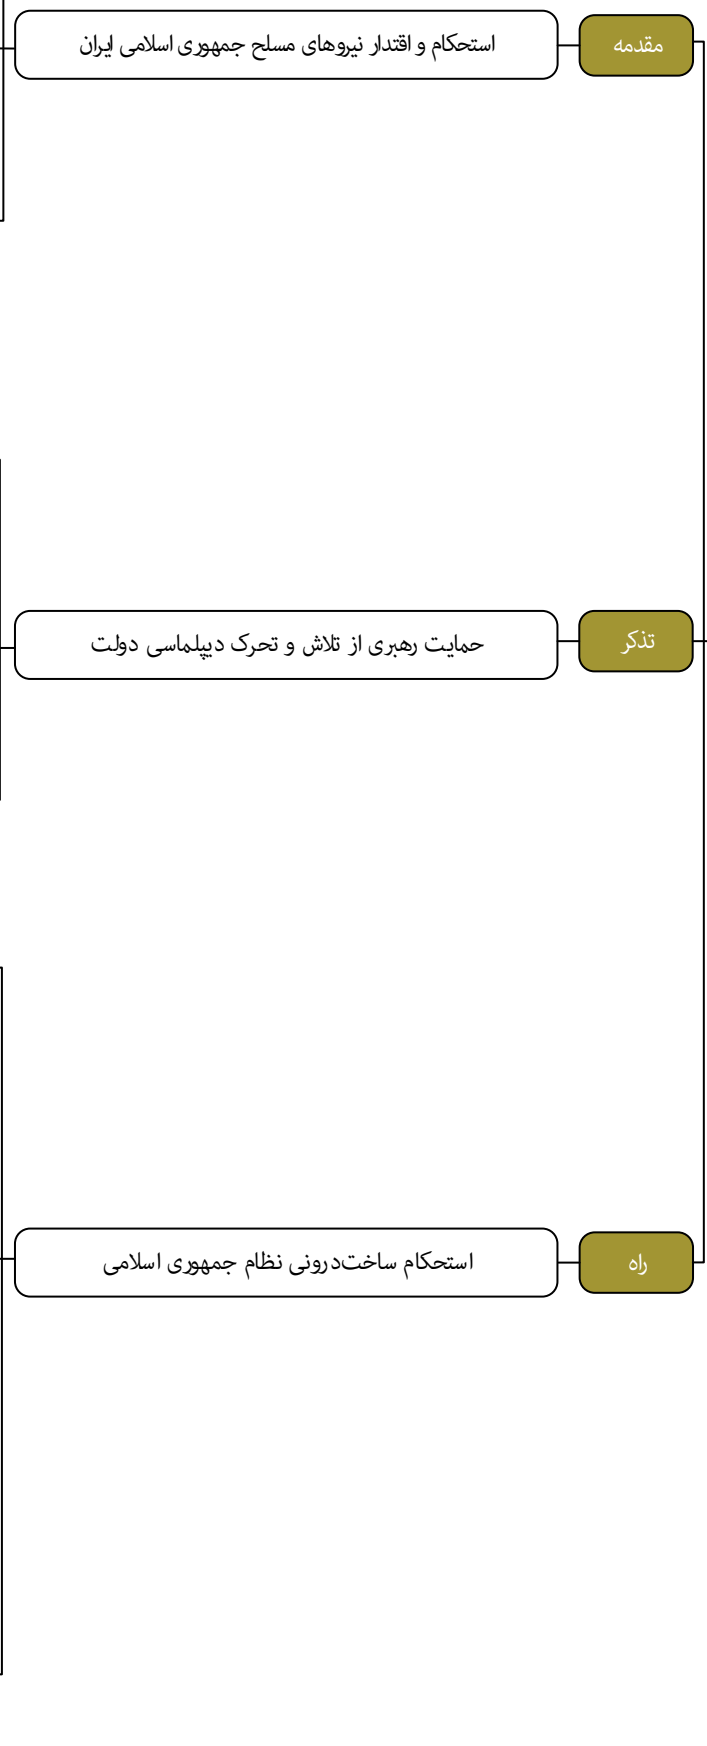 مقدمه
استحکام و اقتدار نیروهای مسلح جمهوری اسلامی ایران
تذکر
حمایت رهبری از تلاش و تحرک دیپلماسی دولت
راه
استحکام ساخت‌درونی نظام جمهوری اسلامی